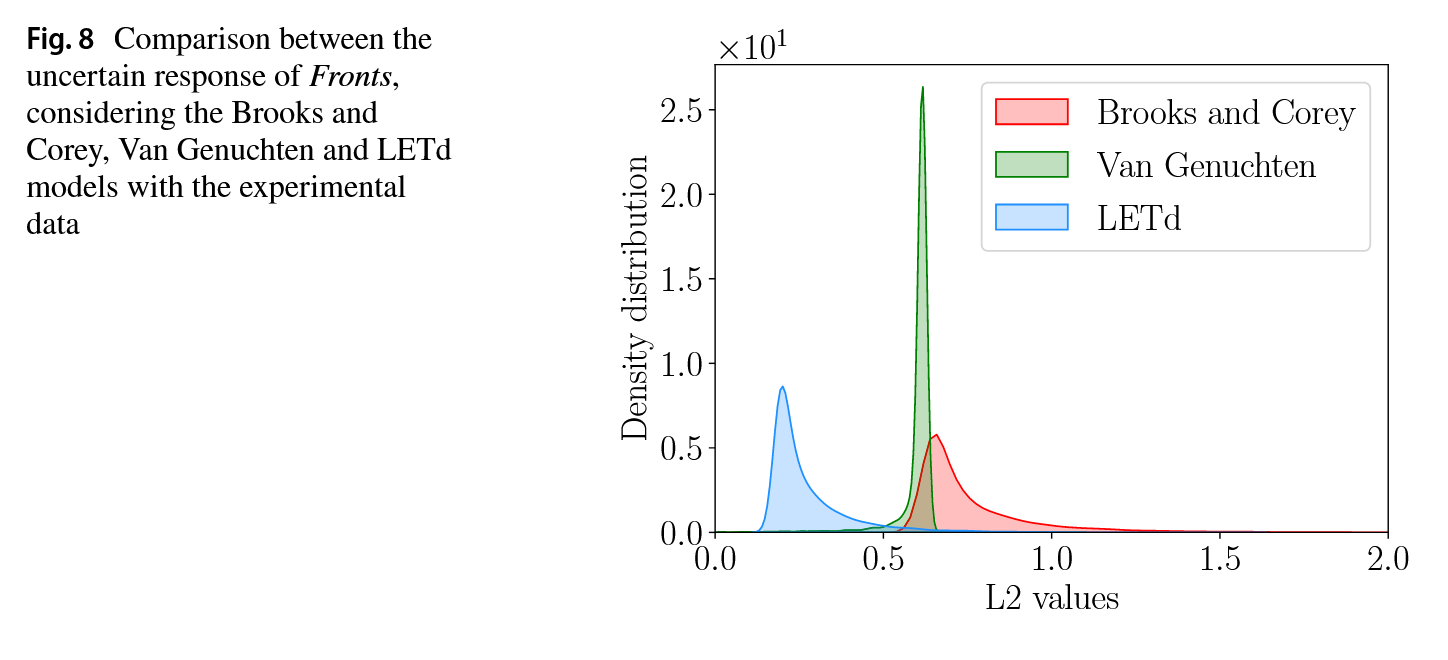 Fig. 8 Comparison between the
uncertain response of Fronts,
considering the Brooks and
Corey, Van Genuchten and LETd
models with the experimental
data
×10¹
Density distribution
2.5
2.0
1.5
1.0
0.5
0.0
Brooks and Corey
Van Genuchten
LETd
0.0 0.5 1.0 1.5 2.0
L2 values